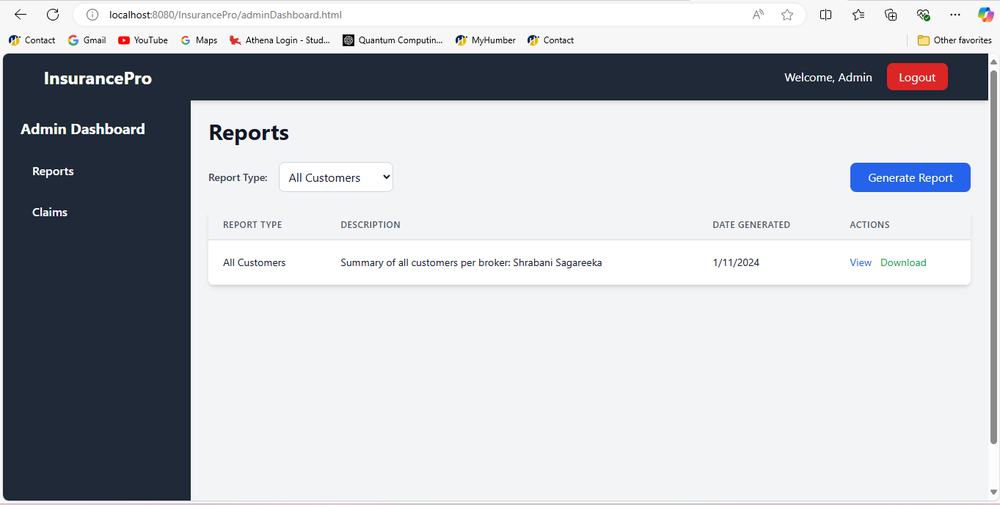 localhost:8080/InsurancePro/adminDashboard.html
Contact Gmail YouTube Maps Athena Login - Stud... Quantum Computin... MyHumber Contact Other favorites
InsurancePro Welcome, Admin Logout
Admin Dashboard
Reports
Claims
Reports
Report Type: All Customers Generate Report
REPORT TYPE DESCRIPTION DATE GENERATED ACTIONS
All Customers Summary of all customers per broker: Shrabani Sagareeka 1/11/2024 View Download